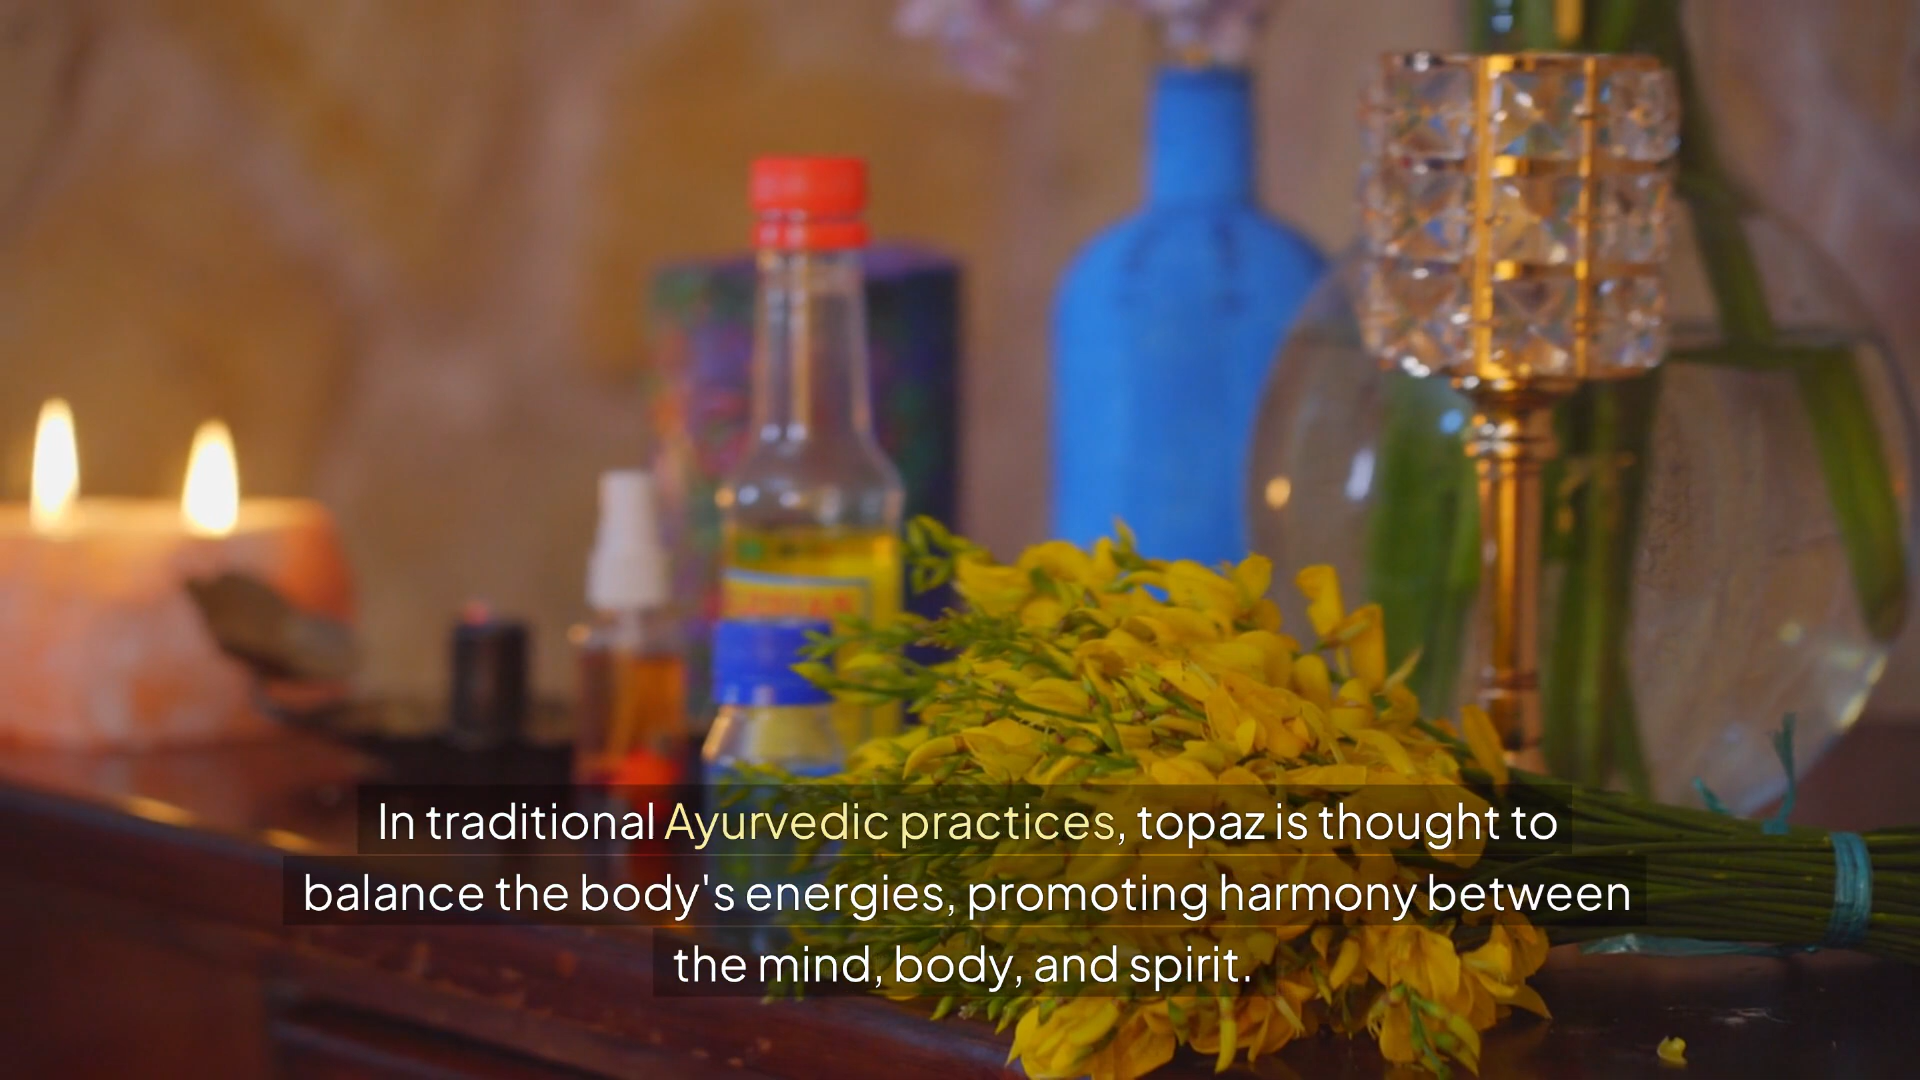 In traditional Ayurvedic practices, topaz is thought to
balance the body's energies, promoting harmony between
the mind, body, and spirit.